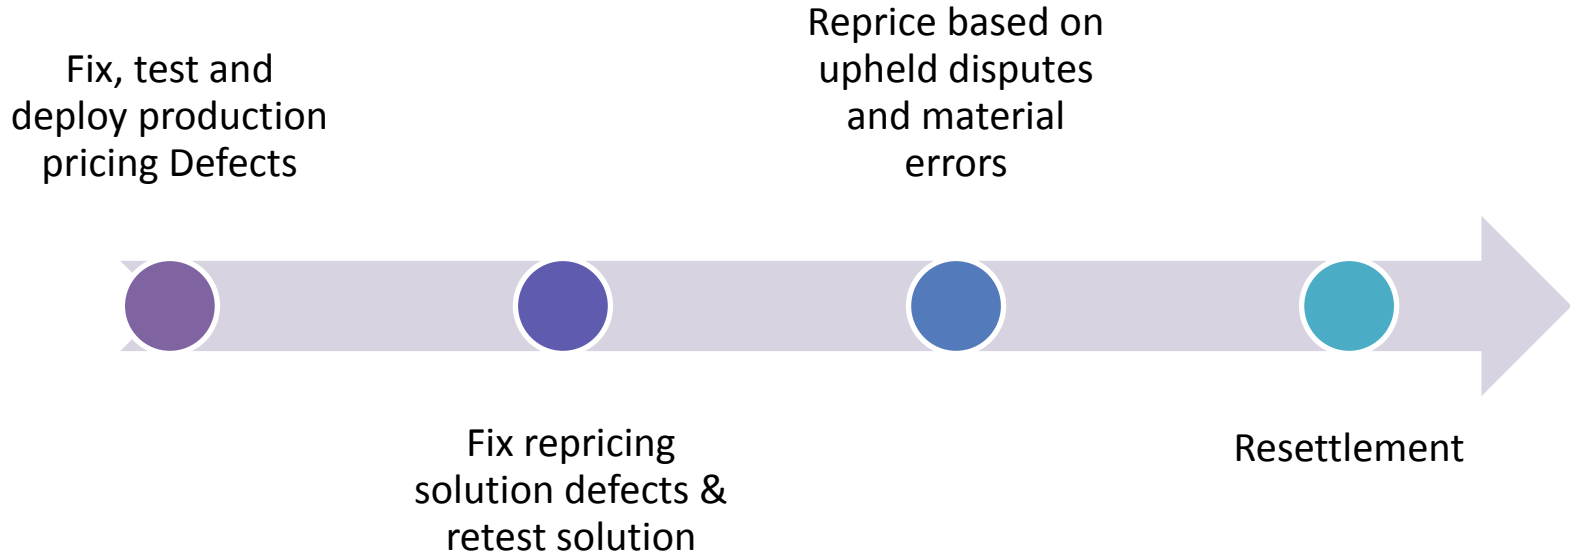 Fix, test and
deploy production
pricing Defects
Fix repricing
solution defects &
retest solution
Reprice based on
upheld disputes
and material
errors
Resettlement